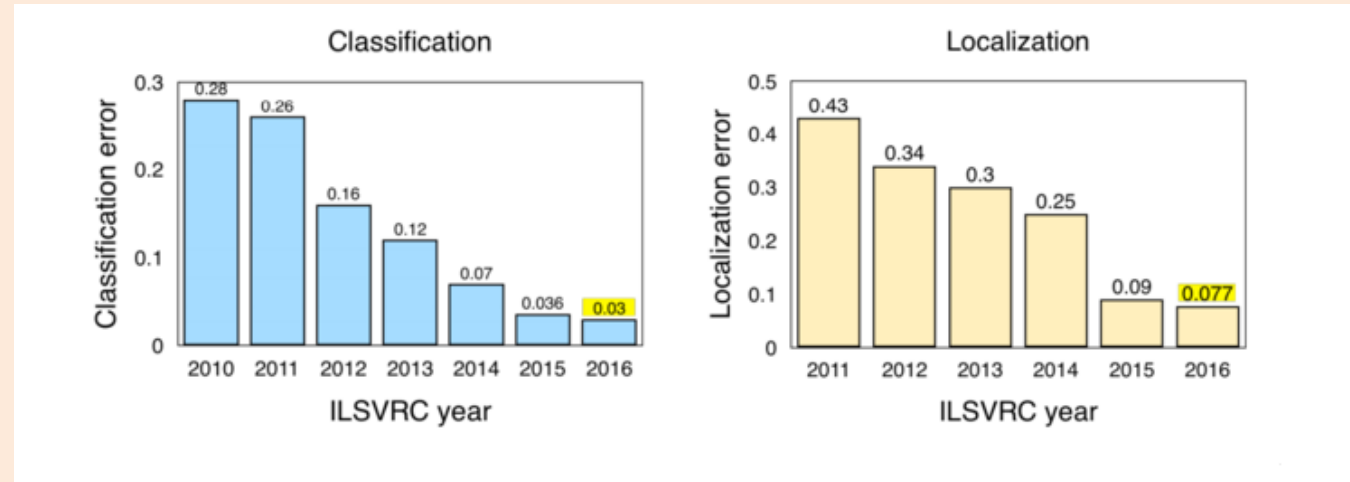 Classification
Classification error
0.3
0.2
0.1
0
0.28
0.26
0.16
0.12
0.07
0.036
0.03
2010 2011 2012 2013 2014 2015 2016
ILSVRC year
Localization
Localization error
0.5
0.4
0.3
0.2
0.1
0
0.43
0.34
0.3
0.25
0.09
0.077
2011 2012 2013 2014 2015 2016
ILSVRC year